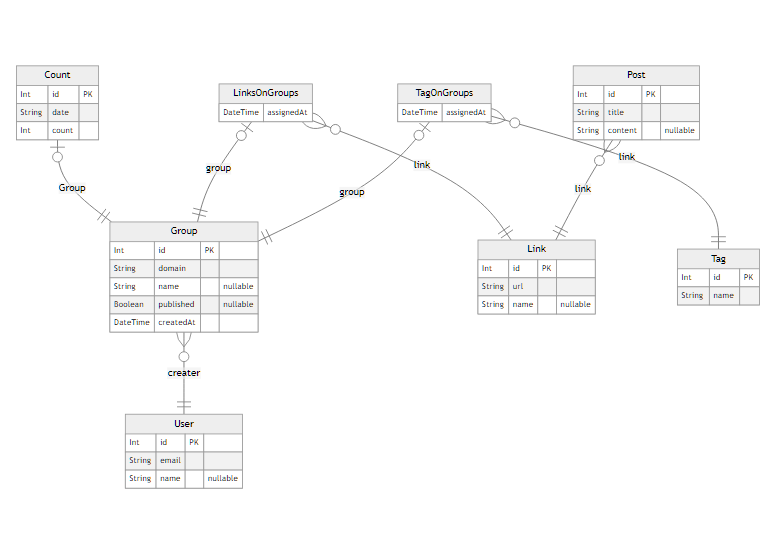 Count
Int id PK
String date
Int count
LinksOnGroups
DateTime assignedAt
TagOnGroups
DateTime assignedAt
Post
Int id PK
String title
String content nullable
Group
group
group
link
link
link
Group
Int id PK
String domain
String name nullable
Boolean published nullable
DateTime createdAt
Link
Int id PK
String url
String name nullable
Tag
Int id PK
String name
creater
User
Int id PK
String email
String name nullable